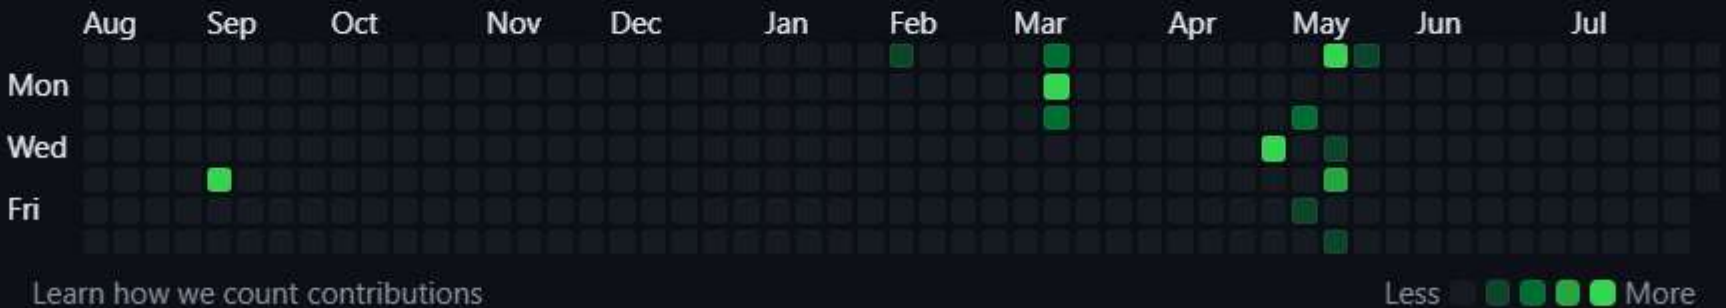 Aug Sep Oct Nov Dec Jan Feb Mar Apr May Jun Jul
Mon
Wed
Fri
Learn how we count contributions Less More